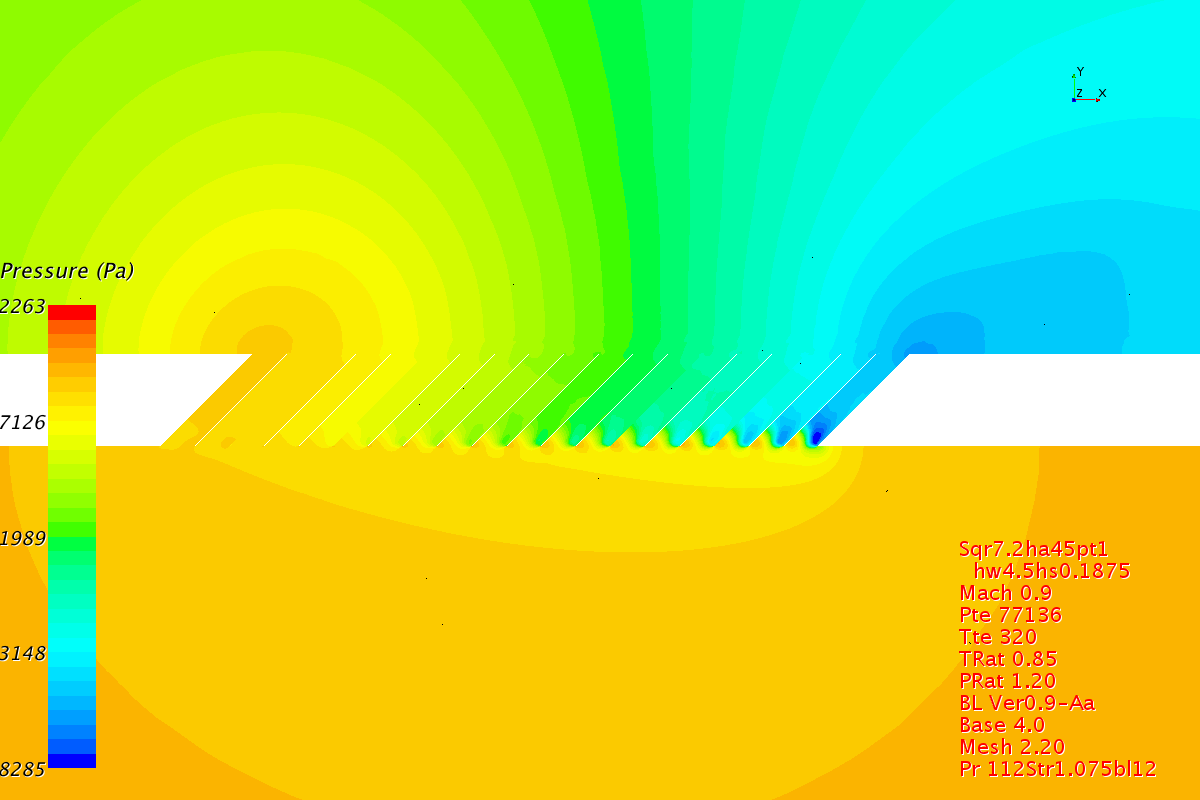 Y
Z X
Pressure (Pa)
2263
7126
1989
3148
8285
Sqr7.2ha45pt1
hw4.5hs0.1875
Mach 0.9
Pte 77136
Tte 320
TRat 0.85
PRat 1.20
BL Ver0.9-Aa
Base 4.0
Mesh 2.20
Pr 112Str1.075bl12